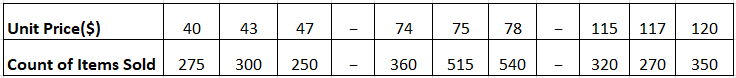 Unit Price($) 40 43 47 – 74 75 78 – 115 117 120
Count of Items Sold 275 300 250 – 360 515 540 – 320 270 350